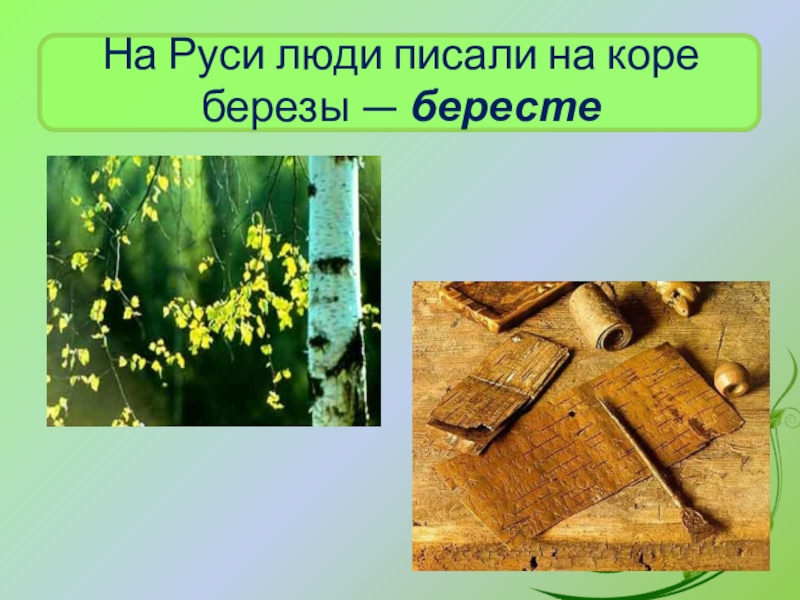 На Руси люди писали на коре
березы — бересте